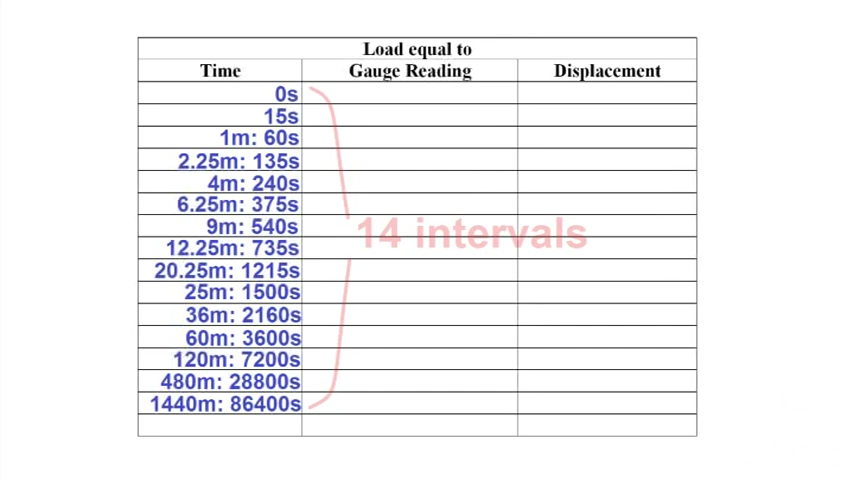 Load equal to
Time Gauge Reading Displacement
0s
15s
1m: 60s
2.25m: 135s
4m: 240s
6.25m: 375s
9m: 540s
14 intervals
12.25m: 735s
20.25m: 1215s
25m: 1500s
36m: 2160s
60m: 3600s
120m: 7200s
480m: 28800s
1440m: 86400s